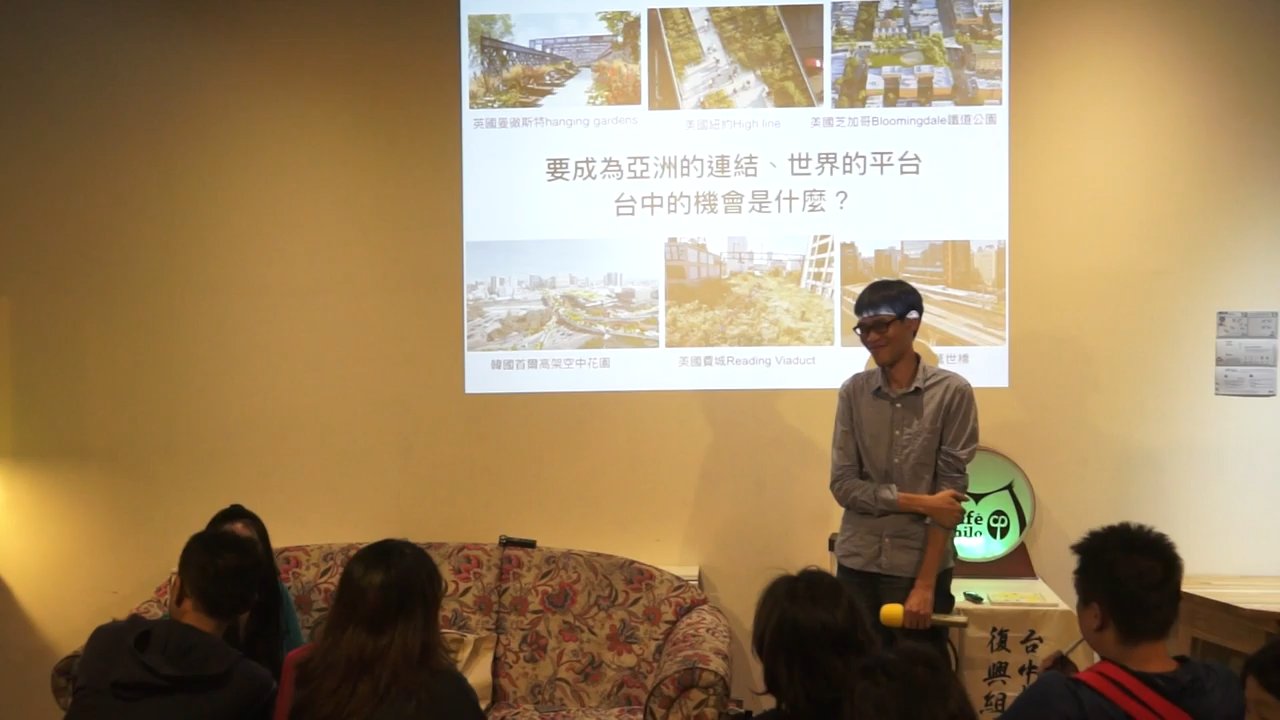 英國曼徹斯特hanging gardens
美國紐約High line
美國芝加哥Bloomingdale鐵道公園
要成為亞洲的連結、世界的平台
台中的機會是什麼？
韓國首爾高架空中花園
美國費城Reading Viaduct
台中
復興組